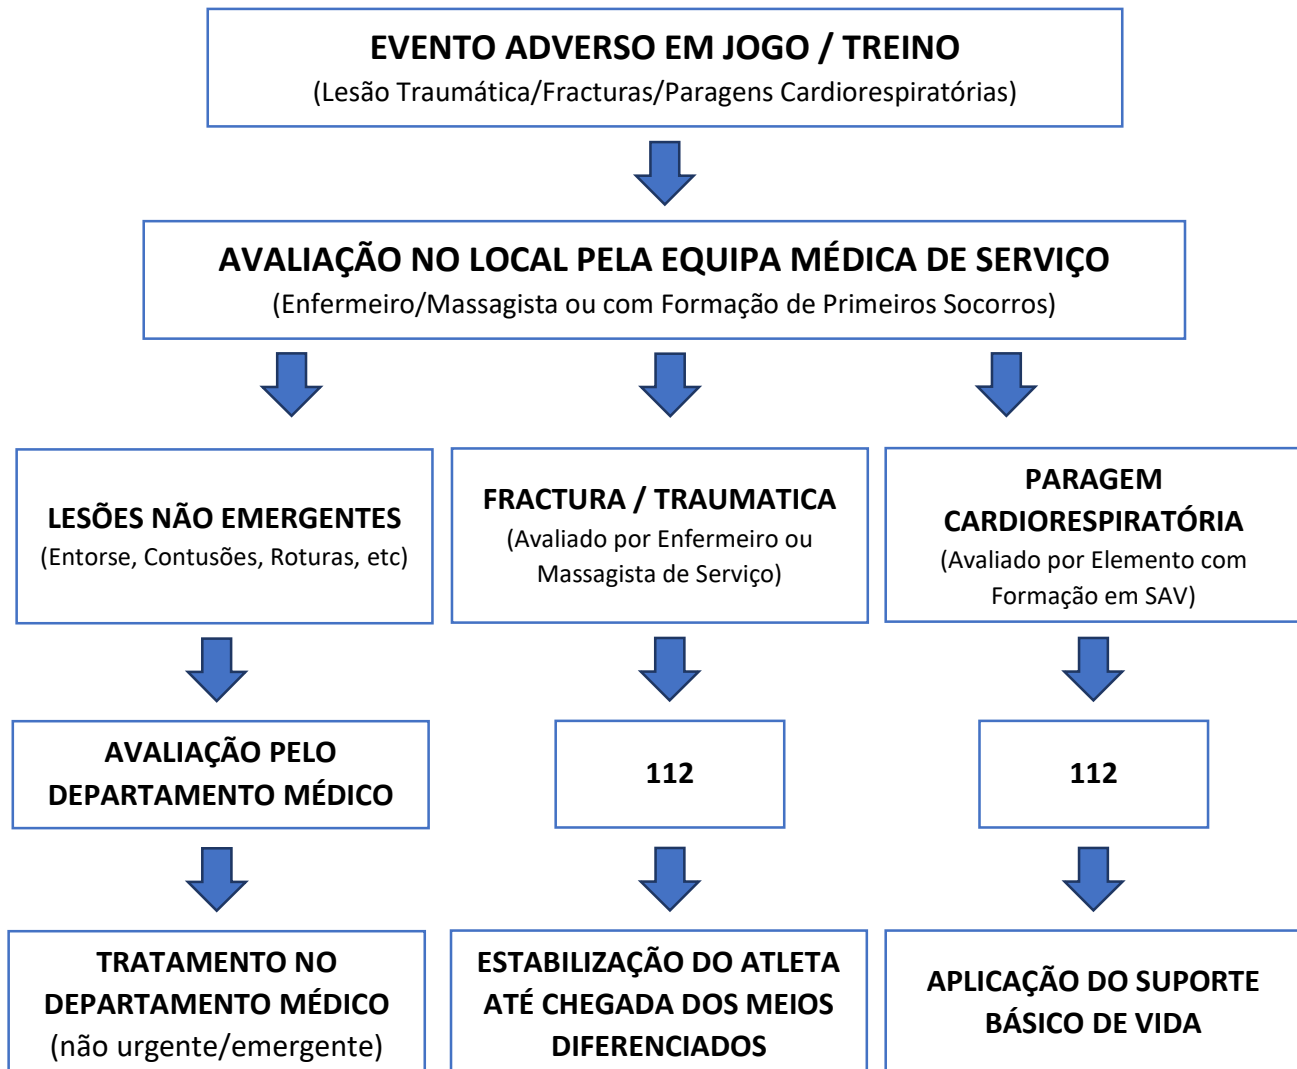 EVENTO ADVERSO EM JOGO / TREINO
(Lesão Traumática/Fracturas/Paragens Cardiorespiratórias)
AVALIAÇÃO NO LOCAL PELA EQUIPA MÉDICA DE SERVIÇO
(Enfermeiro/Massagista ou com Formação de Primeiros Socorros)
LESÕES NÃO EMERGENTES
(Entorse, Contusões, Roturas, etc)
FRACTURA / TRAUMATICA
(Avaliado por Enfermeiro ou
Massagista de Serviço)
PARAGEM
CARDIORESPIRATÓRIA
(Avaliado por Elemento com
Formação em SAV)
AVALIAÇÃO PELO
DEPARTAMENTO MÉDICO
112
112
TRATAMENTO NO
DEPARTAMENTO MÉDICO
(não urgente/emergente)
ESTABILIZAÇÃO DO ATLETA
ATÉ CHEGADA DOS MEIOS
DIFERENCIADOS
APLICAÇÃO DO SUPORTE
BÁSICO DE VIDA